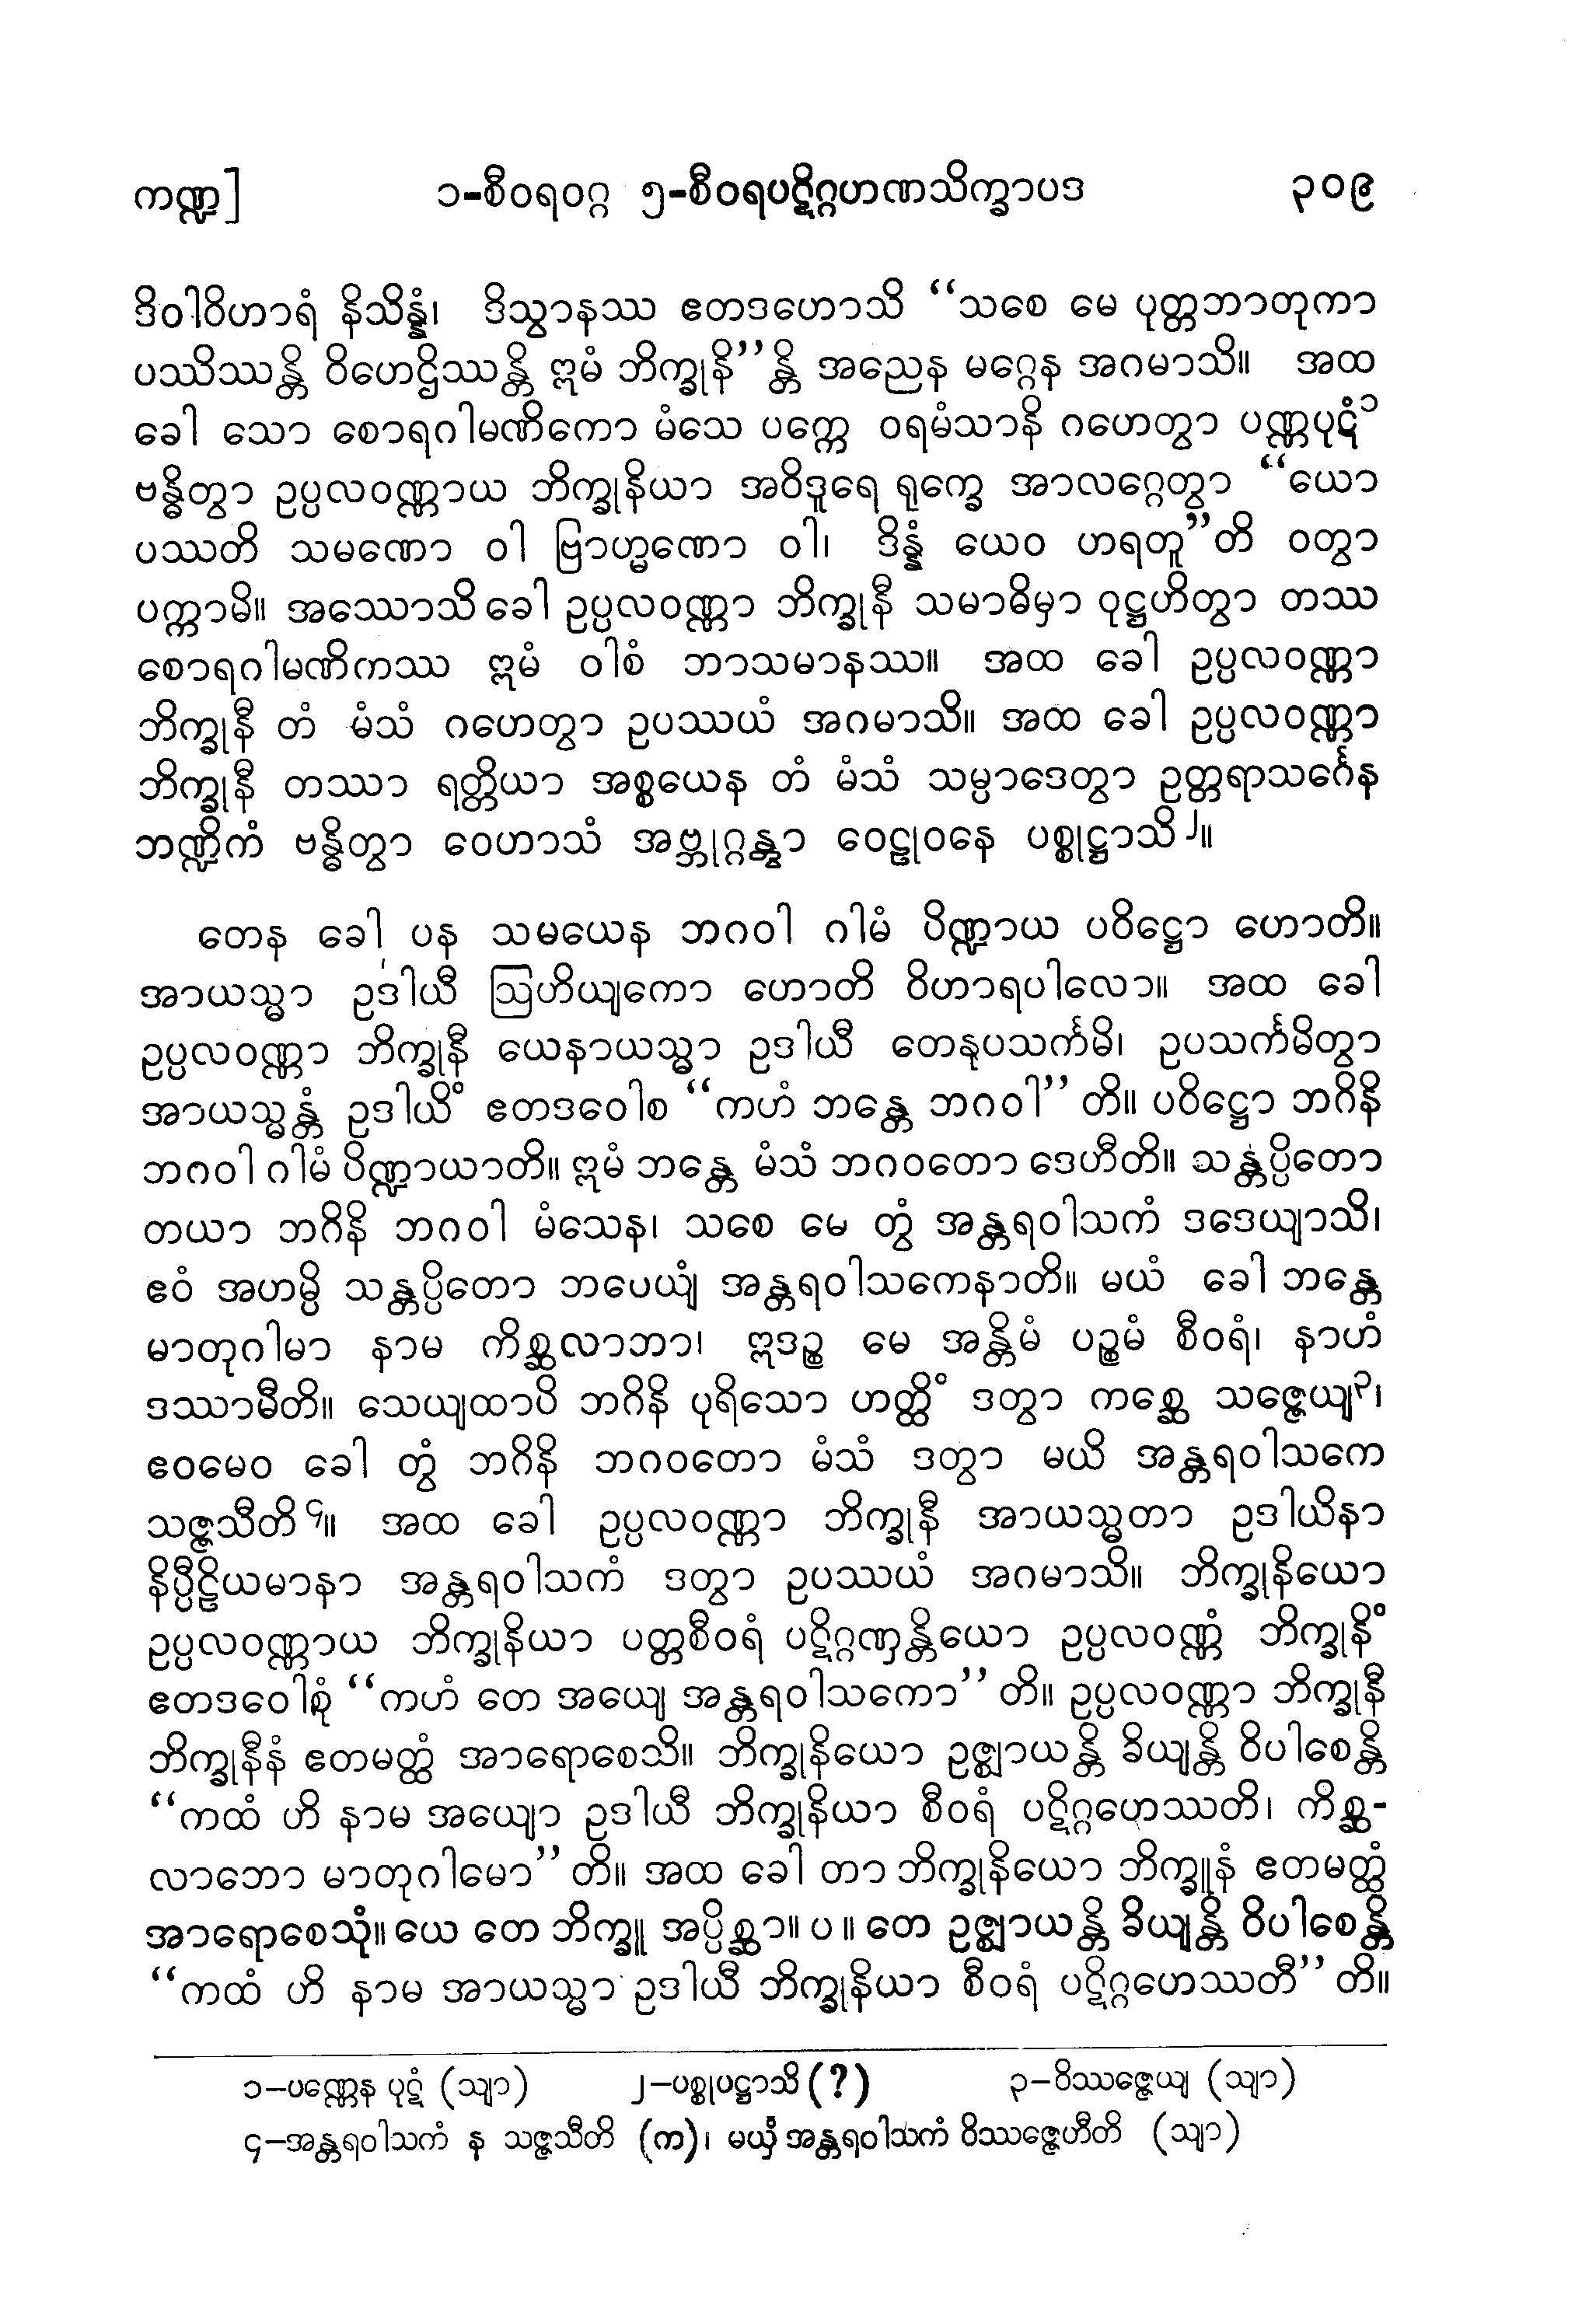 ကဏ္ဍ]	၁-စီဝရဝဂ္ဂ ၅-စီဝရပဋိဂ္ဂဟဏသိက္ခာပဒ	၃၀၉
ဒိဝါဝိဟာရံ နိသိန္နံ၊ ဒိသွာနဿ ဧတဒဟောသိ “သစေ မေ ပုတ္တဘာတုကာ
ပဿိဿန္တိ ဝိဟေဌိဿန္တိ ဣမံ ဘိက္ခုနိ”န္တိ အညေန မဂ္ဂေန အဂမာသိ။ အထ
ခေါ သော စောရဂါမဏိကော မံသေ ပက္ကေ ဝရမံသာနိ ဂဟေတွာ ပဏ္ဏပုဋံ၁
ဗန္ဓိတွာ ဥပ္ပလဝဏ္ဏာယ ဘိက္ခုနိယာ အဝိဒူရေ ရုက္ခေ အာလဂ္ဂေတွာ “ယော
ပဿတိ သမဏော ဝါ ဗြာဟ္မဏော ဝါ၊ ဒိန္နံ ယေဝ ဟရတူ”တိ ဝတွာ
ပက္ကာမိ။ အဿောသိ ခေါ ဥပ္ပလဝဏ္ဏာ ဘိက္ခုနီ သမာဓိမှာ ဝုဋ္ဌဟိတွာ တဿ
စောရဂါမဏိကဿ ဣမံ ဝါစံ ဘာသမာနဿ။ အထ ခေါ ဥပ္ပလဝဏ္ဏာ
ဘိက္ခုနီ တံ မံသံ ဂဟေတွာ ဥပဿယံ အဂမာသိ။ အထ ခေါ ဥပ္ပလဝဏ္ဏာ
ဘိက္ခုနီ တဿာ ရတ္တိယာ အစ္စယေန တံ မံသံ သမ္ပာဒေတွာ ဥတ္တရာသင်္ဂေန
ဘဏ္ဍိကံ ဗန္ဓိတွာ ဝေဟာသံ အဗ္ဘုဂ္ဂန္တွာ ဝေဠုဝနေ ပစ္စုဋ္ဌာသိ၂။
တေန ခေါ ပန သမယေန ဘဂဝါ ဂါမံ ပိဏ္ဍာယ ပဝိဋ္ဌော ဟောတိ။
အာယသ္မာ ဥဒါယီ ဩဟိယျကော ဟောတိ ဝိဟာရပါလော။ အထ ခေါ
ဥပ္ပလဝဏ္ဏာ ဘိက္ခုနီ ယေနာယသ္မာ ဥဒါယီ တေနုပသင်္ကမိ၊ ဥပသင်္ကမိတွာ
အာယသ္မန္တံ ဥဒါယိံ ဧတဒဝေါစ “ကဟံ ဘန္တေ ဘဂဝါ”တိ။ ပဝိဋ္ဌော ဘဂိနိ
ဘဂဝါ ဂါမံ ပိဏ္ဍာယာတိ။ ဣမံ ဘန္တေ မံသံ ဘဂဝတော ဒေဟီတိ။ သန္တပ္ပိတော
တယာ ဘဂိနိ ဘဂဝါ မံသေန၊ သစေ မေ တွံ အန္တရဝါသကံ ဒဒေယျာသိ၊
ဧဝံ အဟမ္ပိ သန္တပ္ပိတော ဘပေယျံ အန္တရဝါသကေနာတိ။ မယံ ခေါ ဘန္တေ
မာတုဂါမာ နာမ ကိစ္ဆလာဘာ၊ ဣဒဉ္စ မေ အန္တိမံ ပဉ္စမံ စီဝရံ၊ နာဟံ
ဒဿာမီတိ။ သေယျထာပိ ဘဂိနိ ပုရိသော ဟတ္ထိံ ဒတွာ ကစ္ဆေ သဇ္ဇေယျ၃၊
ဧဝမေဝ ခေါ တွံ ဘဂိနိ ဘဂဝတော မံသံ ဒတွာ မယိ အန္တရဝါသကေ
သဇ္ဇသီတိ၄။ အထ ခေါ ဥပ္ပလဝဏ္ဏာ ဘိက္ခုနီ အာယသ္မတာ ဥဒါယိနာ
နိပ္ပီဠိယမာနာ အန္တရဝါသကံ ဒတွာ ဥပဿယံ အဂမာသိ။ ဘိက္ခုနိယော
ဥပ္ပလဝဏ္ဏာယ ဘိက္ခုနိယာ ပတ္တစီဝရံ ပဋိဂ္ဂဏှန္တိယော ဥပ္ပလဝဏ္ဏံ ဘိက္ခုနိံ
ဧတဒဝေါစုံ “ကဟံ တေ အယျေ အန္တရဝါသကော”တိ။ ဥပ္ပလဝဏ္ဏာ ဘိက္ခုနီ
ဘိက္ခုနီနံ ဧတမတ္ထံ အာရောစေသိ။ ဘိက္ခုနိယော ဥဇ္ဈာယန္တိ ခိယျန္တိ ဝိပါစေန္တိ
“ကထံ ဟိ နာမ အယျော ဥဒါယီ ဘိက္ခုနိယာ စီဝရံ ပဋိဂ္ဂဟေဿတိ၊ ကိစ္ဆ-
လာဘော မာတုဂါမော”တိ။ အထ ခေါ တာ ဘိက္ခုနိယော ဘိက္ခူနံ ဧတမတ္ထံ
အာရောစေသုံ။ ယေ တေ ဘိက္ခူ အပ္ပိစ္ဆာ။ ပ ။ တေ ဥဇ္ဈာယန္တိ ခိယျန္တိ ဝိပါစေန္တိ
“ကထံ ဟိ နာမ အာယသ္မာ ဥဒါယီ ဘိက္ခုနိယာ စီဝရံ ပဋိဂ္ဂဟေဿတီ”တိ။
၁-ပဏ္ဏေန ပုဋံ (သျာ)	၂-ပစ္စုပဋ္ဌာသိ (?)	၃-ဝိဿဇ္ဇေယျ (သျာ)
၄-အန္တရဝါသကံ န သဇ္ဇသီတိ (က)၊ မယှံ အန္တရဝါသကံ ဝိဿဇ္ဇေဟီတိ (သျာ)